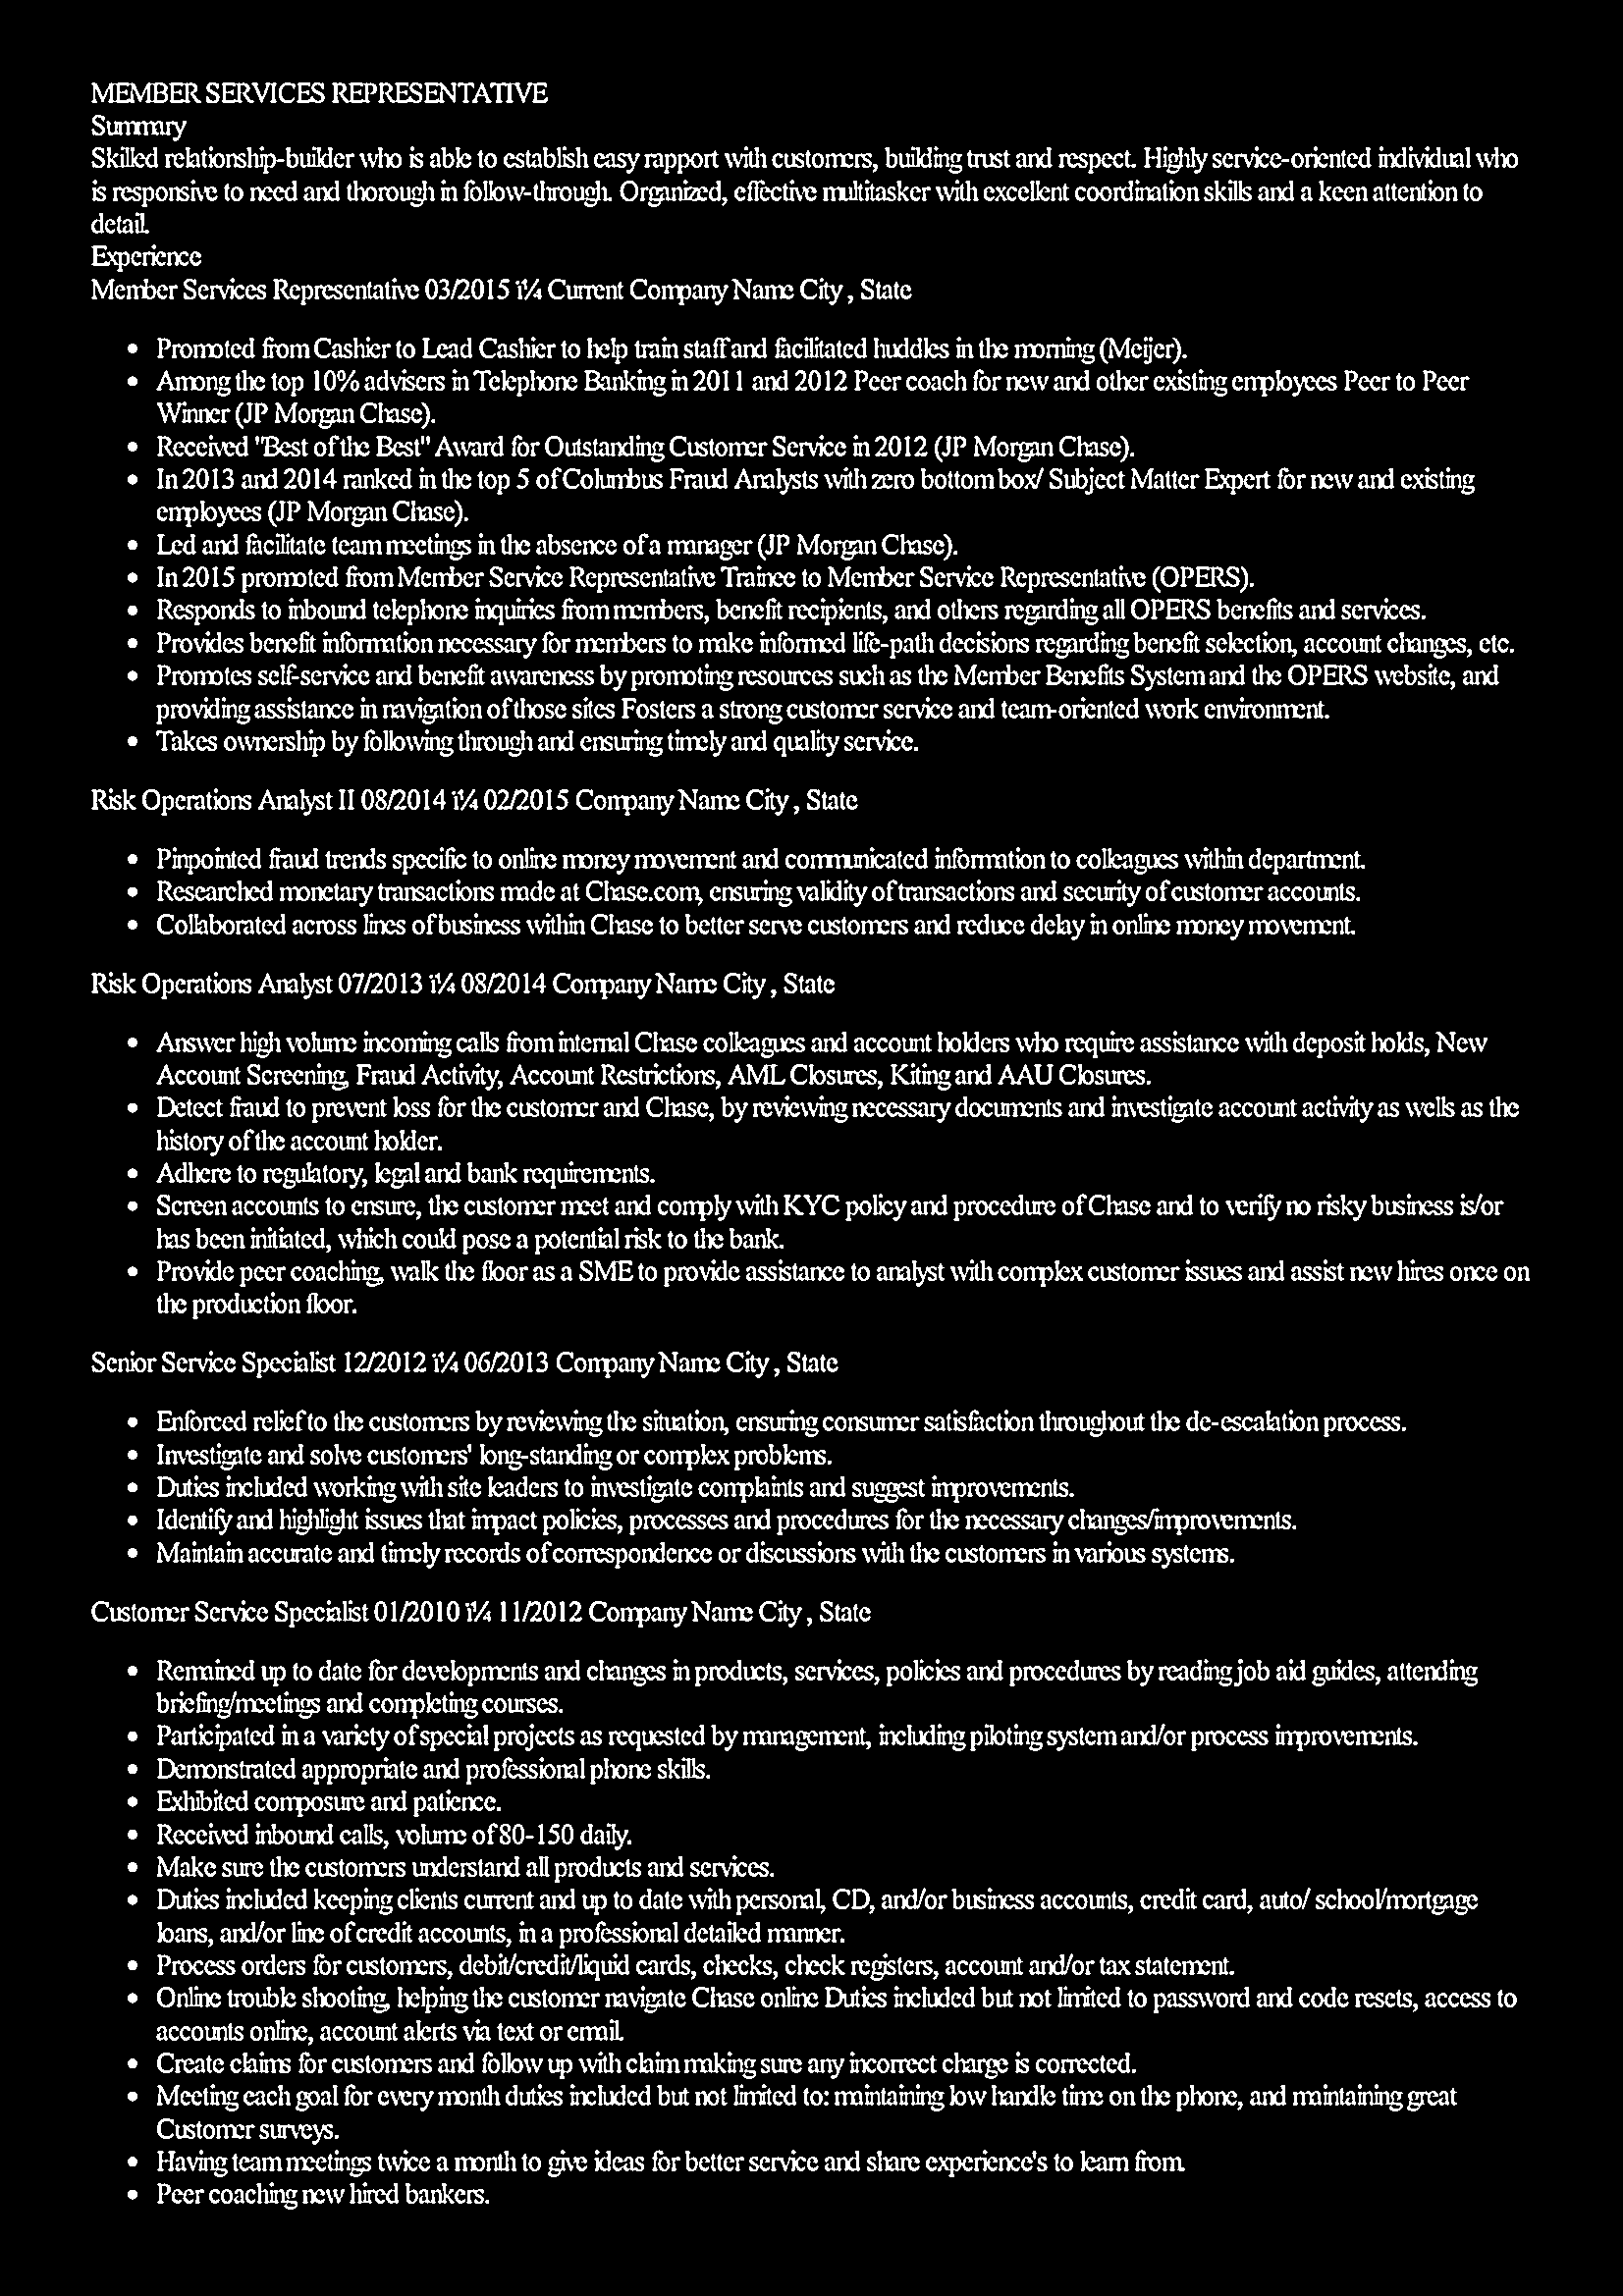 MEMBER SERVICES REPRESENTATIVE
Summary
Skilled relationship-builder who is able to establish easy rapport with customers, building trust and respect. Highly service-oriented individual who
is responsive to need and thorough in follow-through. Organized, effective multitasker with excellent coordination skills and a keen attention to
detail.
Experience
Member Services Representative 03/2015 ï¼ Current Company Name City , State
• Promoted from Cashier to Lead Cashier to help train staff and facilitated huddles in the morning (Meijer).
• Among the top 10% advisers in Telephone Banking in 2011 and 2012 Peer coach for new and other existing employees Peer to Peer
Winner (JP Morgan Chase).
• Received "Best of the Best" Award for Outstanding Customer Service in 2012 (JP Morgan Chase).
• In 2013 and 2014 ranked in the top 5 of Columbus Fraud Analysts with zero bottom box/ Subject Matter Expert for new and existing
employees (JP Morgan Chase).
• Led and facilitate team meetings in the absence of a manager (JP Morgan Chase).
• In 2015 promoted from Member Service Representative Trainee to Member Service Representative (OPERS).
• Responds to inbound telephone inquiries from members, benefit recipients, and others regarding all OPERS benefits and services.
• Provides benefit information necessary for members to make informed life-path decisions regarding benefit selection, account changes, etc.
• Promotes self-service and benefit awareness by promoting resources such as the Member Benefits System and the OPERS website, and
providing assistance in navigation of those sites Fosters a strong customer service and team-oriented work environment.
• Takes ownership by following through and ensuring timely and quality service.
Risk Operations Analyst II 08/2014 ï¼ 02/2015 Company Name City , State
• Pinpointed fraud trends specific to online money movement and communicated information to colleagues within department.
• Researched monetary transactions made at Chase.com, ensuring validity of transactions and security of customer accounts.
• Collaborated across lines of business within Chase to better serve customers and reduce delay in online money movement.
Risk Operations Analyst 07/2013 ï¼ 08/2014 Company Name City , State
• Answer high volume incoming calls from internal Chase colleagues and account holders who require assistance with deposit holds, New
Account Screening, Fraud Activity, Account Restrictions, AML Closures, Kiting and AAU Closures.
• Detect fraud to prevent loss for the customer and Chase, by reviewing necessary documents and investigate account activity as wells as the
history of the account holder.
• Adhere to regulatory, legal and bank requirements.
• Screen accounts to ensure, the customer meet and comply with KYC policy and procedure of Chase and to verify no risky business is/or
has been initiated, which could pose a potential risk to the bank.
• Provide peer coaching, walk the floor as a SME to provide assistance to analyst with complex customer issues and assist new hires once on
the production floor.
Senior Service Specialist 12/2012 ï¼ 06/2013 Company Name City , State
• Enforced relief to the customers by reviewing the situation, ensuring consumer satisfaction throughout the de-escalation process.
• Investigate and solve customers' long-standing or complex problems.
• Duties included working with site leaders to investigate complaints and suggest improvements.
• Identify and highlight issues that impact policies, processes and procedures for the necessary changes/improvements.
• Maintain accurate and timely records of correspondence or discussions with the customers in various systems.
Customer Service Specialist 01/2010 ï¼ 11/2012 Company Name City , State
• Remained up to date for developments and changes in products, services, policies and procedures by reading job aid guides, attending
briefing/meetings and completing courses.
• Participated in a variety of special projects as requested by management, including piloting system and/or process improvements.
• Demonstrated appropriate and professional phone skills.
• Exhibited composure and patience.
• Received inbound calls, volume of 80-150 daily.
• Make sure the customers understand all products and services.
• Duties included keeping clients current and up to date with personal, CD, and/or business accounts, credit card, auto/ school/mortgage
loans, and/or line of credit accounts, in a professional detailed manner.
• Process orders for customers, debit/credit/liquid cards, checks, check registers, account and/or tax statement.
• Online trouble shooting, helping the customer navigate Chase online Duties included but not limited to password and code resets, access to
accounts online, account alerts via text or email.
• Create claims for customers and follow up with claim making sure any incorrect charge is corrected.
• Meeting each goal for every month duties included but not limited to: maintaining low handle time on the phone, and maintaining great
Customer surveys.
• Having team meetings twice a month to give ideas for better service and share experience's to learn from.
• Peer coaching new hired bankers.